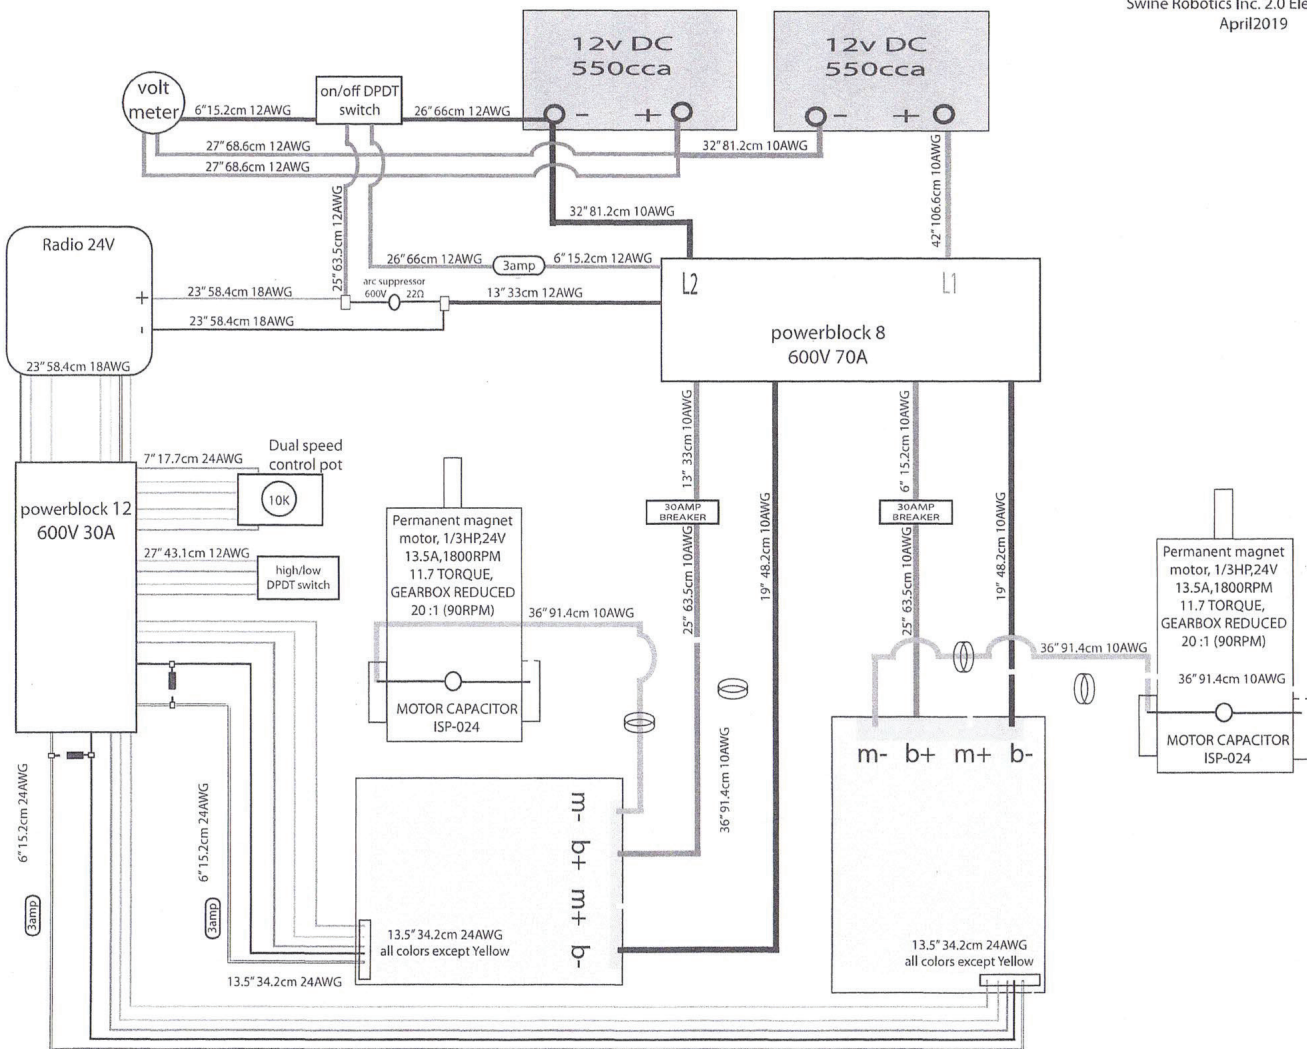 Swine Robotics Inc. 2.0 Ele
April2019
12v DC
550cca
-
+
12v DC
550cca
-
+
volt
meter
6"15.2cm 12AWG
on/off DPDT
switch
26"66cm 12AWG
27"68.6cm 12AWG
32"81.2cm 10AWG
27"68.6cm 12AWG
25"63.5cm 12AWG
32"81.2cm 10AWG
42"106.6cm 10AWG
Radio 24V
+
-
26"66cm 12AWG
3amp
6"15.2cm 12AWG
arc suppressor
600V 22Ω
23"58.4cm 18AWG
13"33cm 12AWG
23"58.4cm 18AWG
23"58.4cm 18AWG
L2
L1
powerblock 8
600V 70A
7"17.7cm 24AWG
Dual speed
control pot
10K
powerblock 12
600V 30A
27"43.1cm 12AWG
high/low
DPDT switch
Permanent magnet
motor, 1/3HP,24V
13.5A,1800RPM
11.7 TORQUE,
GEARBOX REDUCED
20 :1 (90RPM)
36"91.4cm 10AWG
MOTOR CAPACITOR
ISP-024
13" 33cm 10AWG
30AMP
BREAKER
25" 63.5cm 10AWG
19" 48.2cm 10AWG
6" 15.2cm 10AWG
30AMP
BREAKER
25" 63.5cm 10AWG
19" 48.2cm 10AWG
36"91.4cm 10AWG
Permanent magnet
motor, 1/3HP,24V
13.5A,1800RPM
11.7 TORQUE,
GEARBOX REDUCED
20 :1 (90RPM)
36"91.4cm 10AWG
MOTOR CAPACITOR
ISP-024
m- b+ m+ b-
36"91.4cm 10AWG
m-
b+
m+
b-
6"15.2cm 24AWG
3amp
6"15.2cm 24AWG
3amp
13.5"34.2cm 24AWG
all colors except Yellow
13.5"34.2cm 24AWG
13.5"34.2cm 24AWG
all colors except Yellow